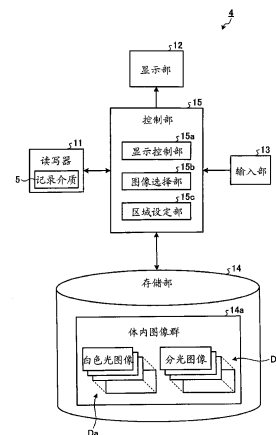 4
12
显示部
15
控制部
15a
显示控制部
15b
图像选择部
15c
区域设定部
11
读写器
5
记录介质
13
输入部
14
存储部
14a
体内图像群
白色光图像
分光图像
D
Da